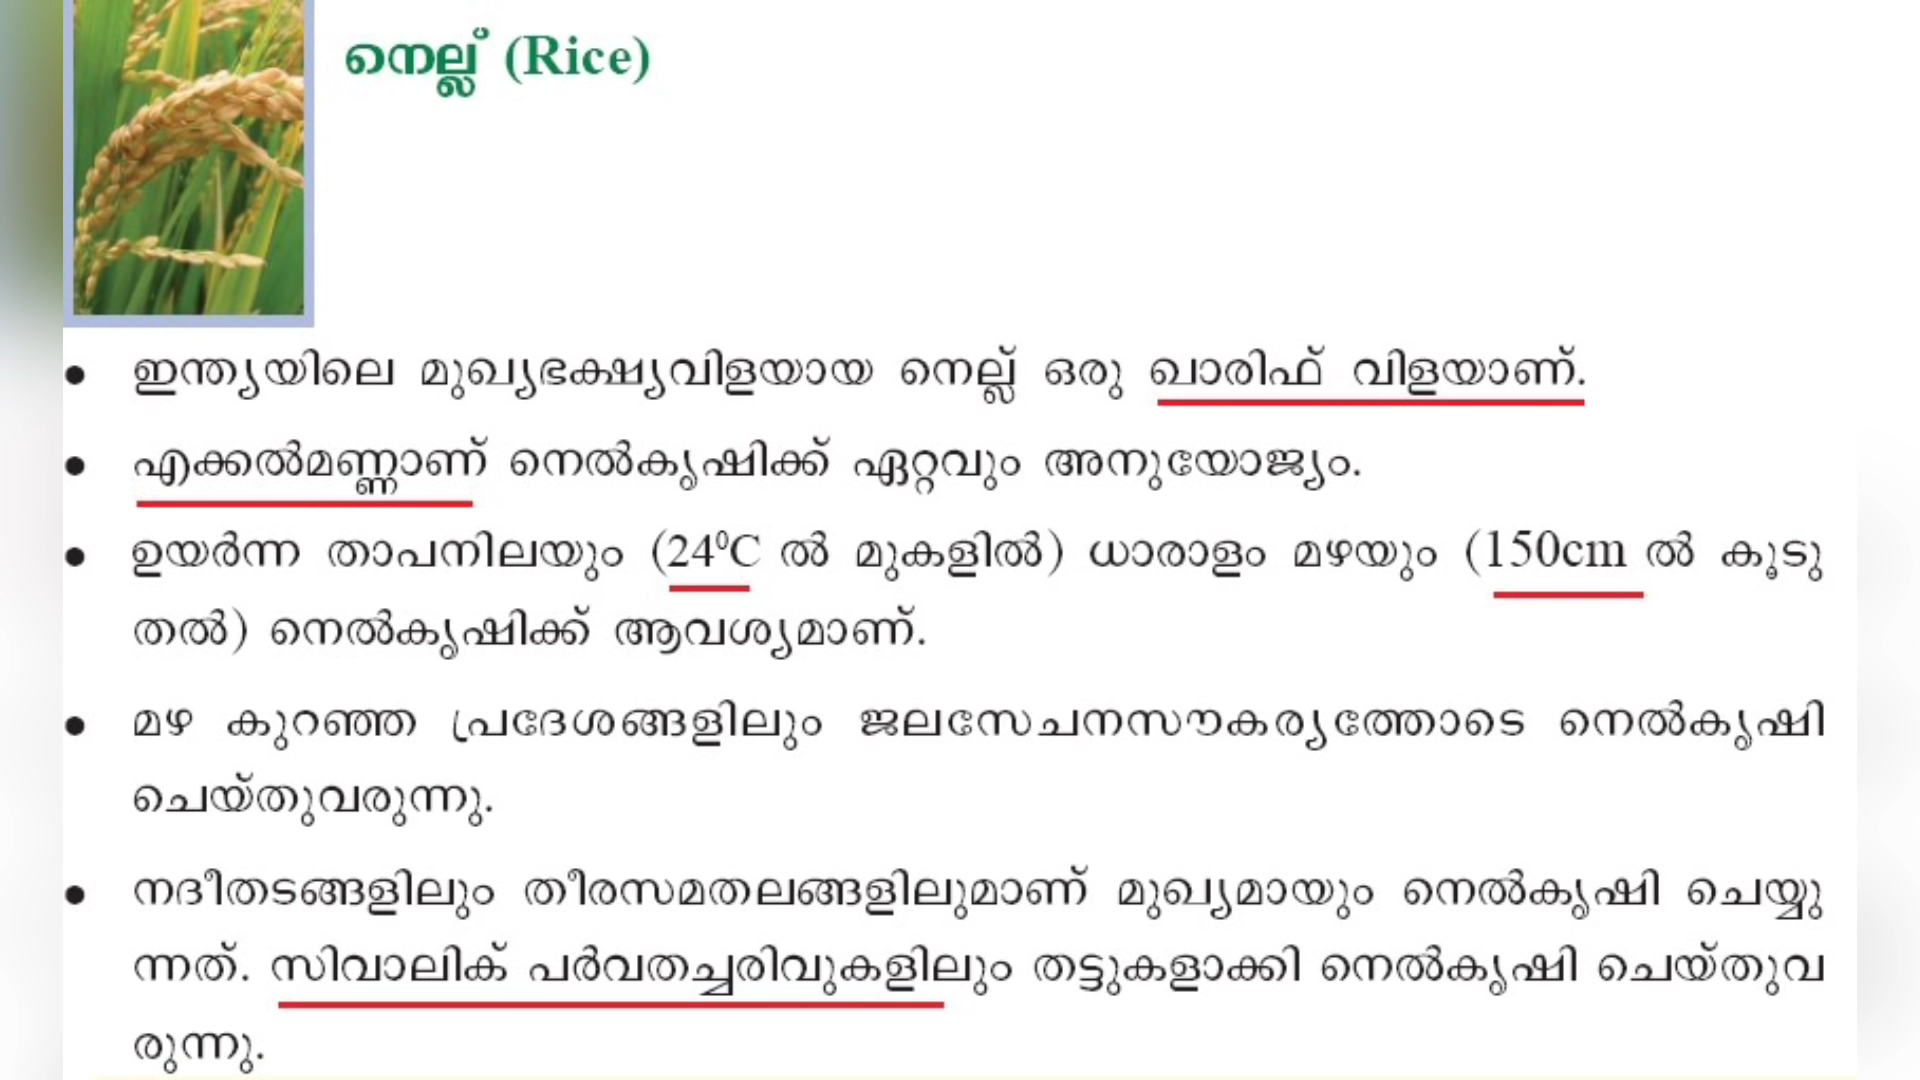 നെല്ല് (Rice)
• ഇന്ത്യയിലെ മുഖ്യഭക്ഷ്യവിളയായ നെല്ല് ഒരു ഖാരിഫ് വിളയാണ്.
• എക്കൽമണ്ണാണ് നെൽകൃഷിക്ക് ഏറ്റവും അനുയോജ്യം.
• ഉയർന്ന താപനിലയും (24⁰C ൽ മുകളിൽ) ധാരാളം മഴയും (150cm ൽ കൂടു
തൽ) നെൽകൃഷിക്ക് ആവശ്യമാണ്.
• മഴ കുറഞ്ഞ പ്രദേശങ്ങളിലും ജലസേചനസൗകര്യത്തോടെ നെൽകൃഷി
ചെയ്തുവരുന്നു.
• നദീതടങ്ങളിലും തീരസമതലങ്ങളിലുമാണ് മുഖ്യമായും നെൽകൃഷി ചെയ്യു
ന്നത്. സിവാലിക് പർവതച്ചരിവുകളിലും തട്ടുകളാക്കി നെൽകൃഷി ചെയ്തുവ
രുന്നു.